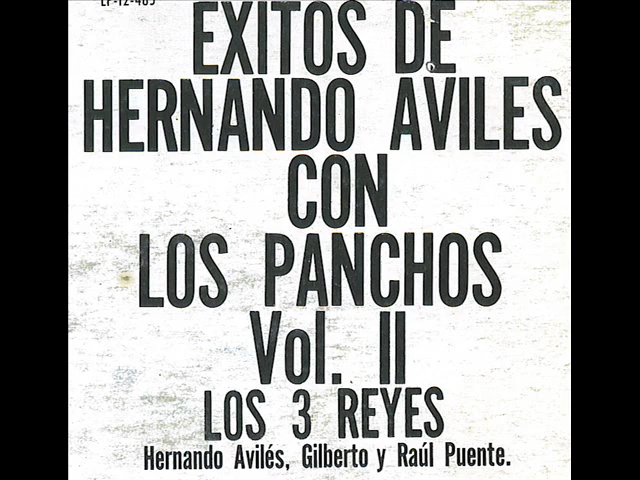 EXITOS DE
HERNANDO AVILES
CON
LOS PANCHOS
Vol. II
LOS 3 REYES
Hernando Avilés, Gilberto y Raúl Puente.